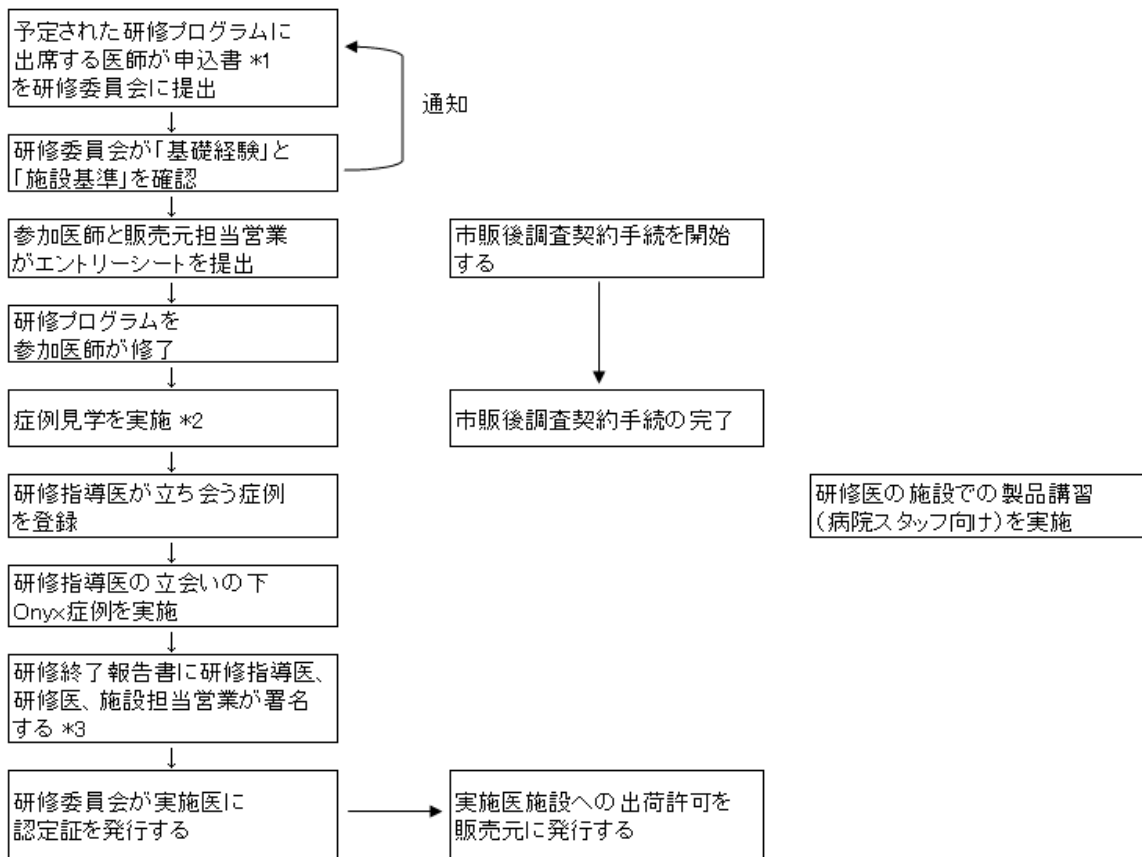 予定された研修プログラムに
出席する医師が申込書 *1
を研修委員会に提出
通知
研修委員会が「基礎経験」と
「施設基準」を確認
参加医師と販売元担当営業
がエントリーシートを提出
市販後調査契約手続を開始
する
研修プログラムを
参加医師が修了
症例見学を実施 *2
市販後調査契約手続の完了
研修指導医が立ち会う症例
を登録
研修医の施設での製品講習
(病院スタッフ向け)を実施
研修指導医の立会いの下
Onyx症例を実施
研修終了報告書に研修指導医、
研修医、施設担当営業が署名
する *3
研修委員会が実施医に
認定証を発行する
実施医施設への出荷許可を
販売元に発行する